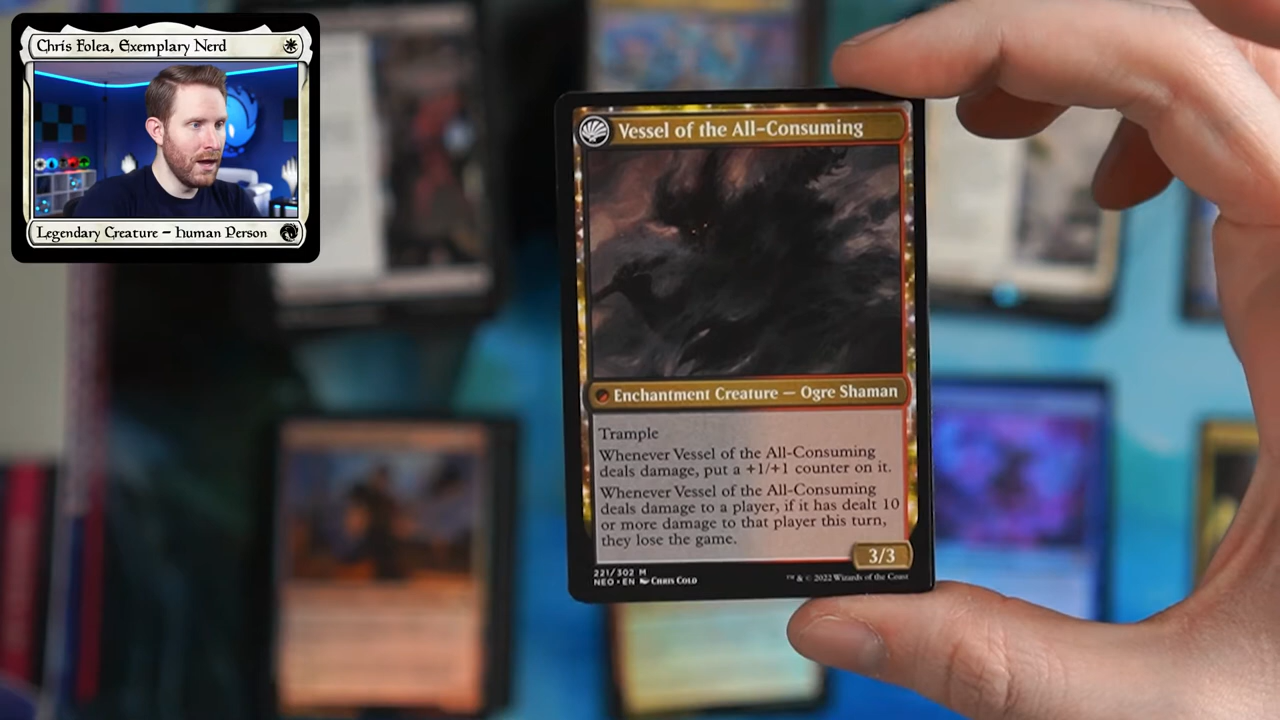 Chris Folea, Exemplary Nerd
Legendary Creature – Human Person
Vessel of the All-Consuming
Enchantment Creature — Ogre Shaman
Trample
Whenever Vessel of the All-Consuming
deals damage, put a +1/+1 counter on it.
Whenever Vessel of the All-Consuming
deals damage to a player, if it has dealt 10
or more damage to that player this turn,
they lose the game.
3/3
221/302 M
NEO • EN Chris Cold
™ & © 2022 Wizards of the Coast